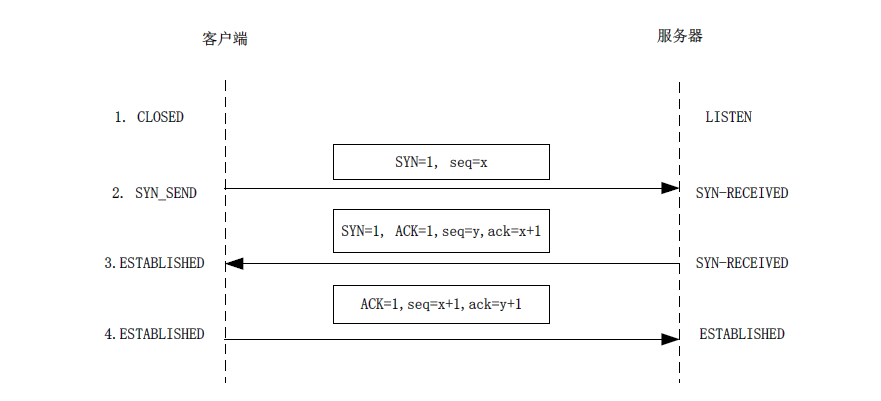 客户端
服务器
1. CLOSED
LISTEN
SYN=1, seq=x
2. SYN_SEND
SYN-RECEIVED
SYN=1, ACK=1,seq=y,ack=x+1
3.ESTABLISHED
SYN-RECEIVED
ACK=1,seq=x+1,ack=y+1
4.ESTABLISHED
ESTABLISHED